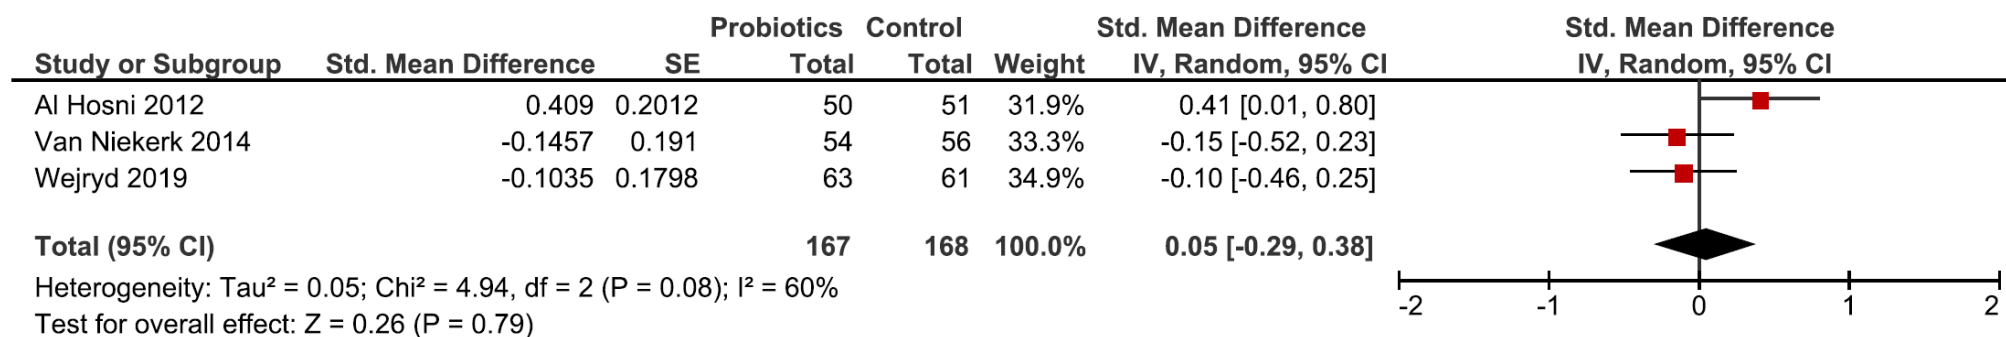 Probiotics Control Std. Mean Difference Std. Mean Difference
Study or Subgroup Std. Mean Difference SE Total Total Weight IV, Random, 95% CI IV, Random, 95% CI
Al Hosni 2012 0.409 0.2012 50 51 31.9% 0.41 [0.01, 0.80]
Van Niekerk 2014 -0.1457 0.191 54 56 33.3% -0.15 [-0.52, 0.23]
Wejryd 2019 -0.1035 0.1798 63 61 34.9% -0.10 [-0.46, 0.25]
Total (95% CI) 167 168 100.0% 0.05 [-0.29, 0.38]
Heterogeneity: Tau² = 0.05; Chi² = 4.94, df = 2 (P = 0.08); I² = 60%
Test for overall effect: Z = 0.26 (P = 0.79)
-2 -1 0 1 2